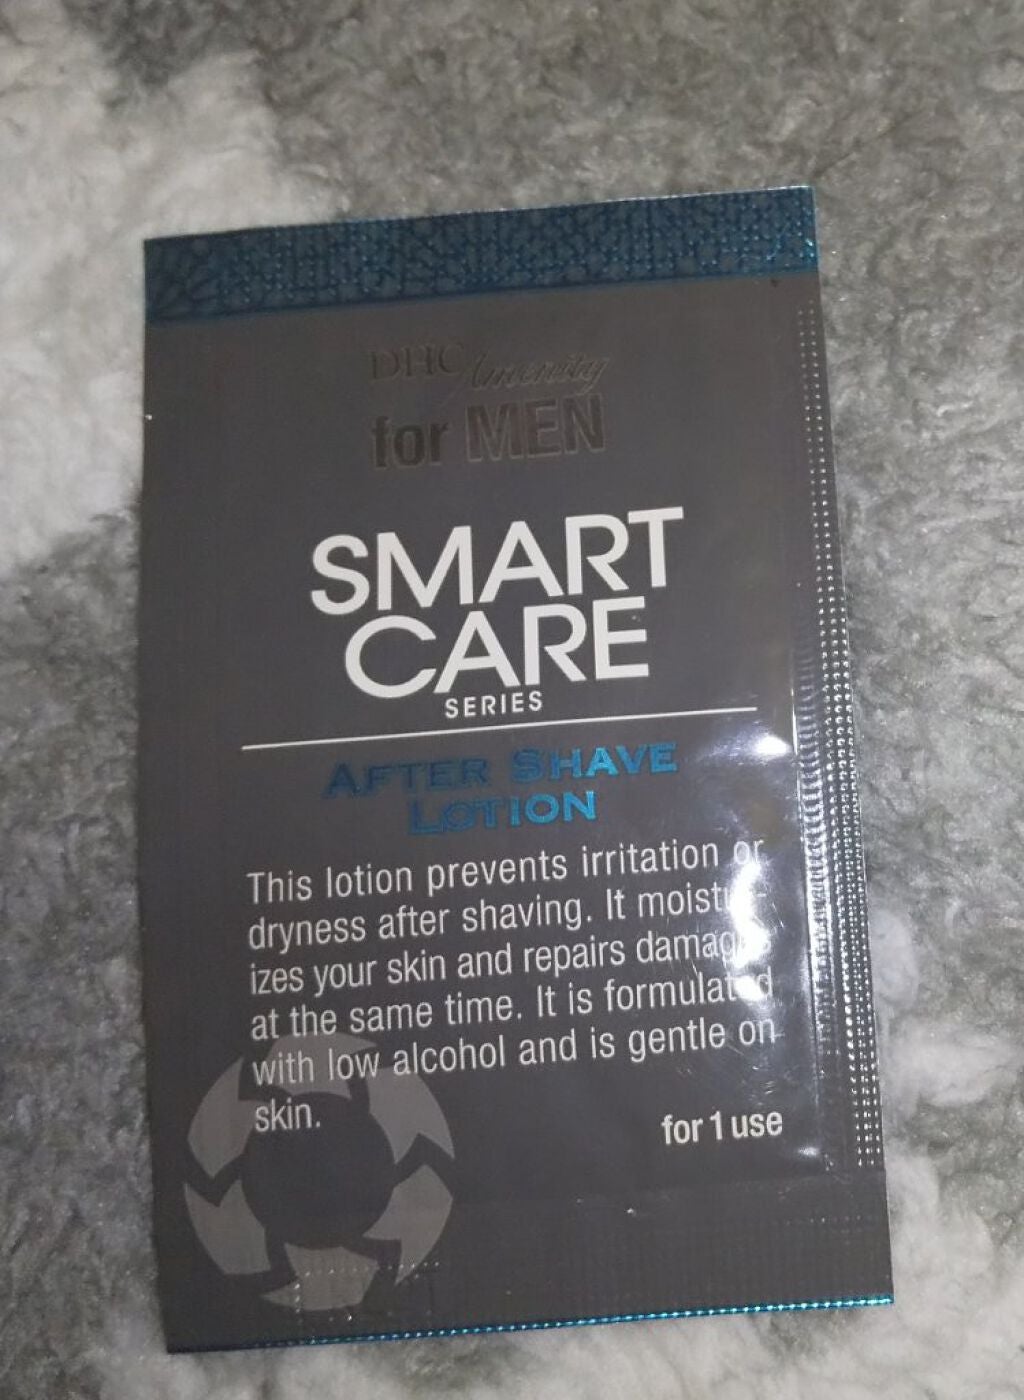 DHC Amenity
for MEN
SMART
CARE
SERIES
AFTER SHAVE
LOTION
This lotion prevents irritation or
dryness after shaving. It
izes your skin and repairs
at the same time. It is formulated
with low alcohol and is gentle on
skin.
for 1 use